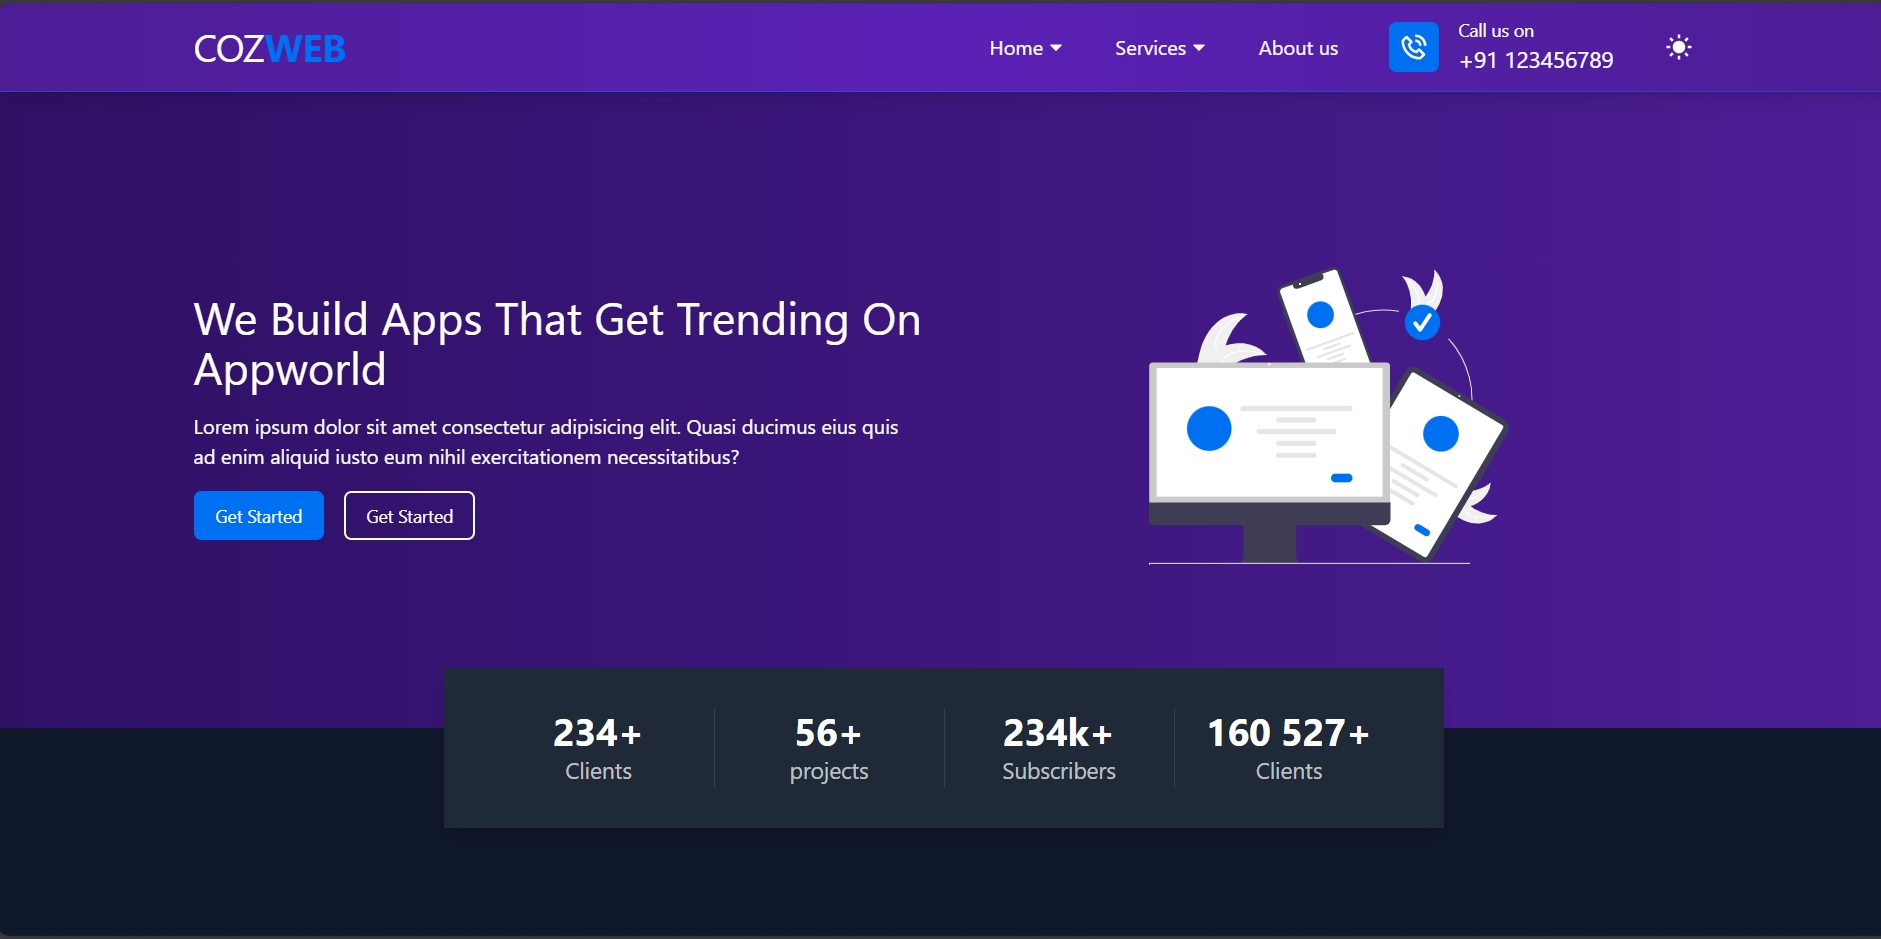 COZWEB
Home
Services
About us
Call us on
+91 123456789
We Build Apps That Get Trending On
Appworld
Lorem ipsum dolor sit amet consectetur adipisicing elit. Quasi ducimus eius quis
ad enim aliquid iusto eum nihil exercitationem necessitatibus?
Get Started
Get Started
234+
Clients
56+
projects
234k+
Subscribers
160 527+
Clients